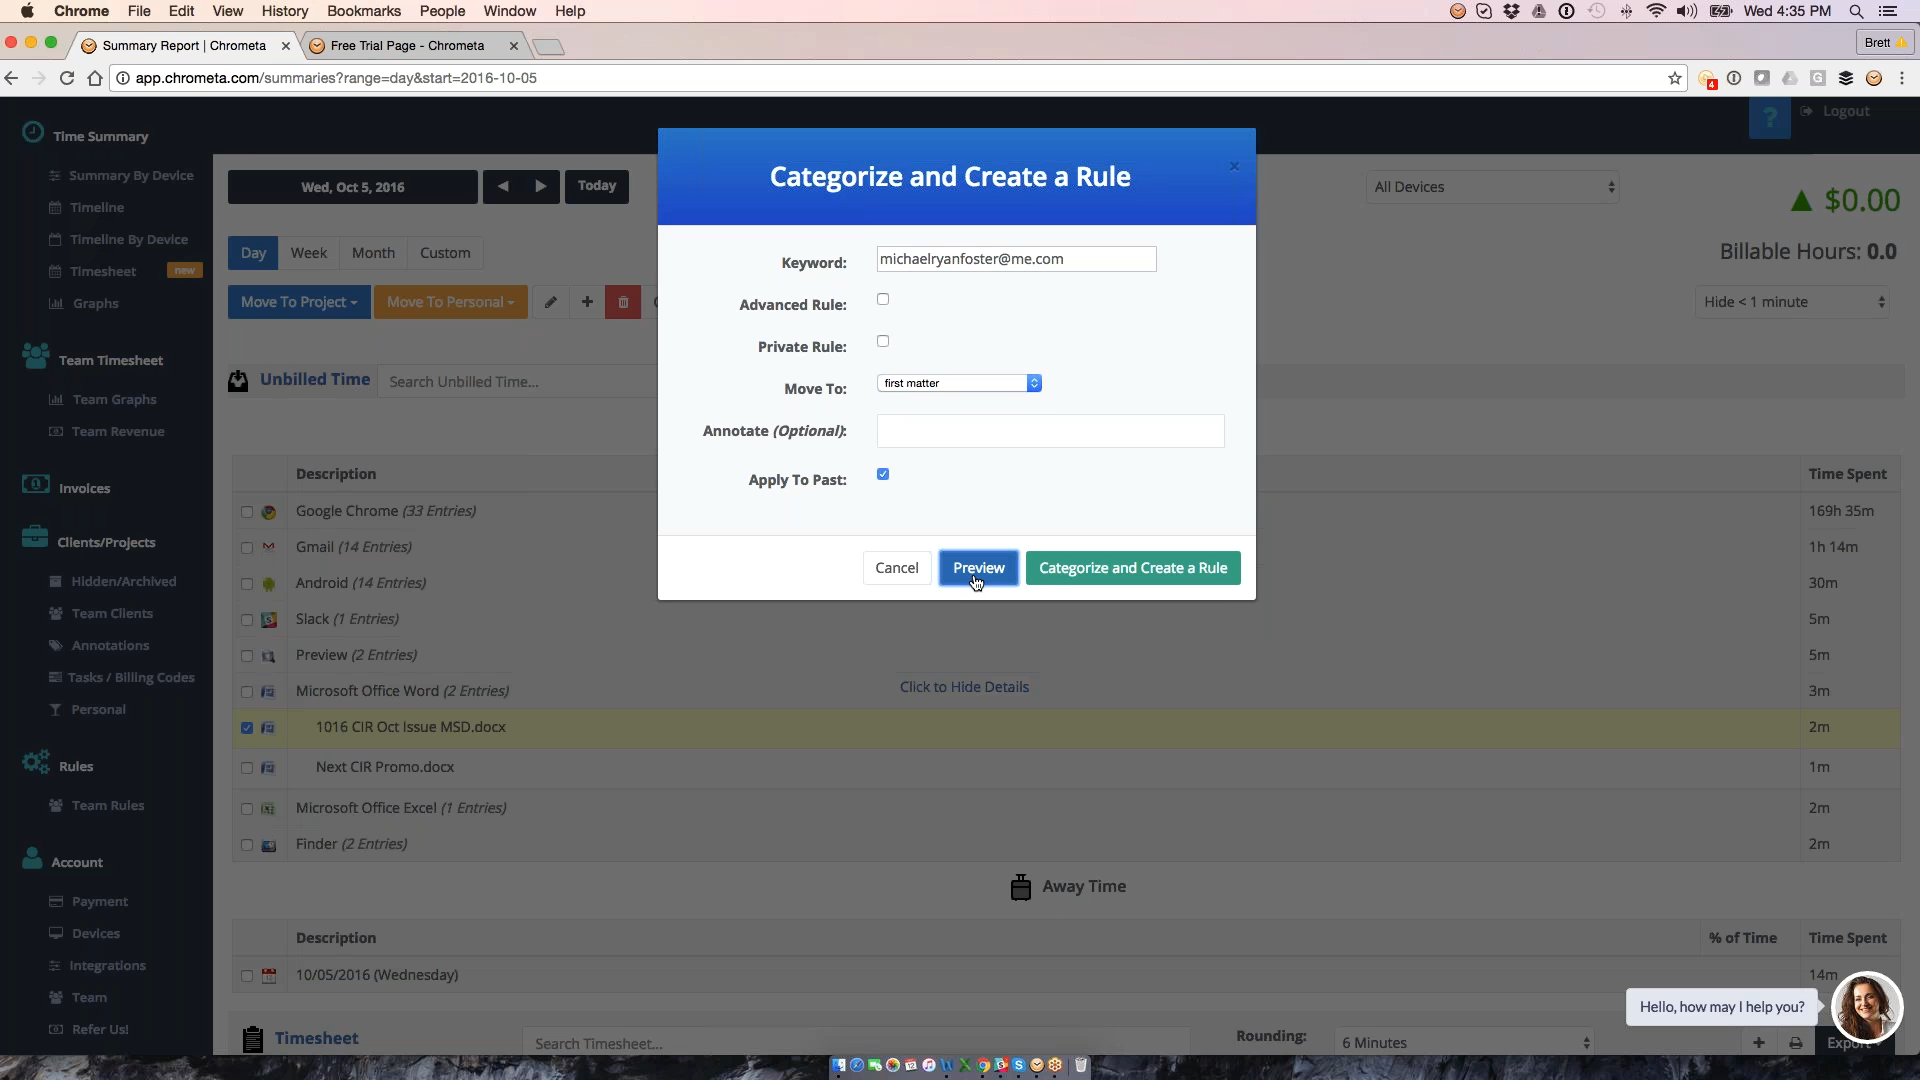 Chrome File Edit View History Bookmarks People Window Help Wed 4:35 PM
Summary Report | Chrometa Free Trial Page - Chrometa Brett
app.chrometa.com/summaries?range=day&start=2016-10-05 4
Time Summary
Summary By Device
Timeline
Timeline By Device
Timesheet new
Graphs
Team Timesheet
Team Graphs
Team Revenue
Invoices
Clients/Projects
Hidden/Archived
Team Clients
Annotations
Tasks / Billing Codes
Personal
Rules
Team Rules
Account
Payment
Devices
Integrations
Team
Refer Us!
? Logout
Wed, Oct 5, 2016 Today
All Devices
$0.00
Billable Hours: 0.0
Day Week Month Custom
Move To Project Move To Personal
Hide < 1 minute
Unbilled Time Search Unbilled Time...
Categorize and Create a Rule
×
Keyword: michaelryanfoster@me.com
Advanced Rule:
Private Rule:
Move To: first matter
Annotate (Optional):
Apply To Past:
Cancel Preview Categorize and Create a Rule
Description Time Spent
Google Chrome (33 Entries) 169h 35m
Gmail (14 Entries) 1h 14m
Android (14 Entries) 30m
Slack (1 Entries) 5m
Preview (2 Entries) 5m
Microsoft Office Word (2 Entries) Click to Hide Details 3m
1016 CIR Oct Issue MSD.docx 2m
Next CIR Promo.docx 1m
Microsoft Office Excel (1 Entries) 2m
Finder (2 Entries) 2m
Away Time
Description % of Time Time Spent
10/05/2016 (Wednesday) 14m
Hello, how may I help you?
Timesheet Search Timesheet... Rounding: 6 Minutes Export